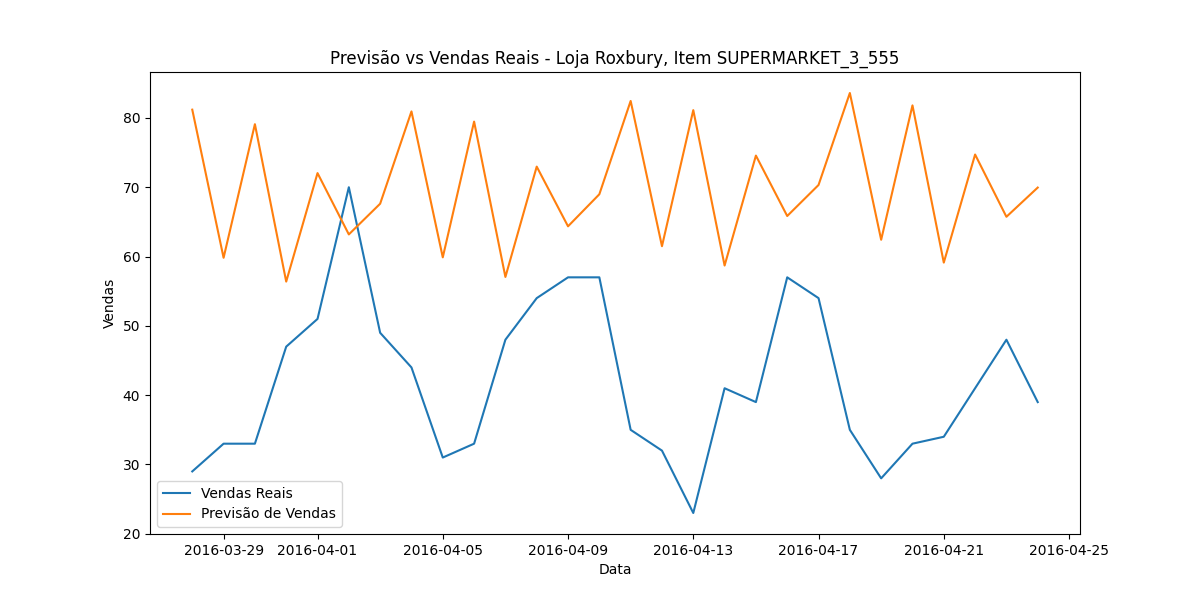 Previsão vs Vendas Reais - Loja Roxbury, Item SUPERMARKET_3_555
Vendas
80
70
60
50
40
30
20
Vendas Reais
Previsão de Vendas
2016-03-29 2016-04-01 2016-04-05 2016-04-09 2016-04-13 2016-04-17 2016-04-21 2016-04-25
Data